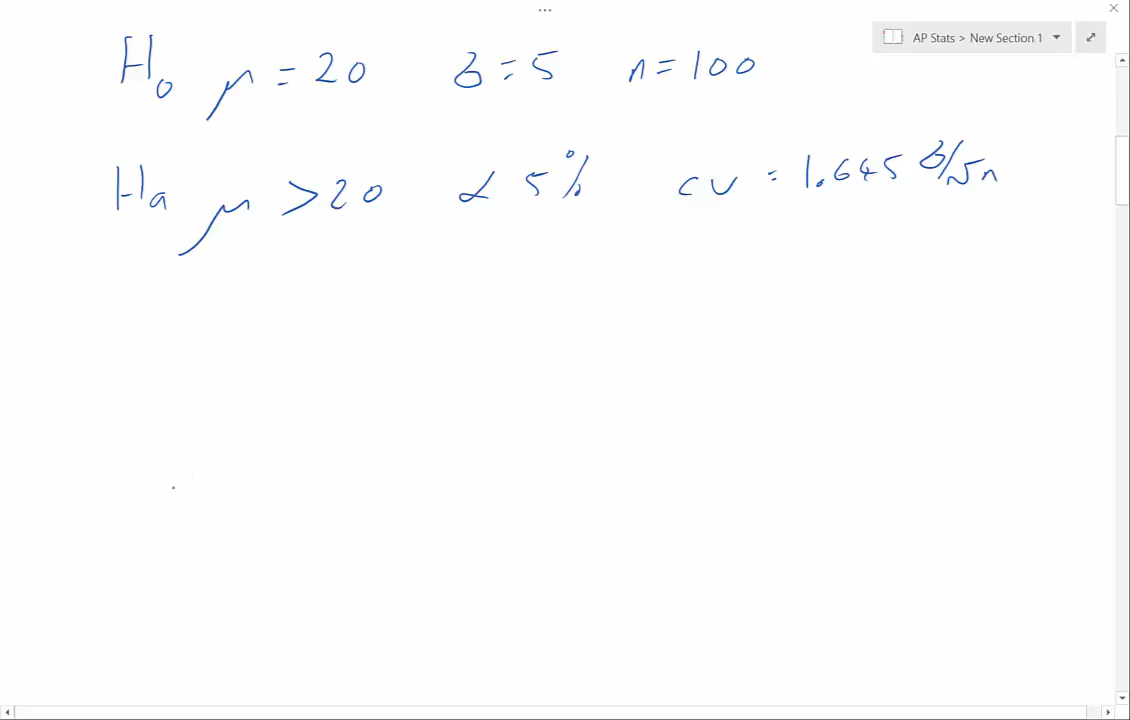 ...
AP Stats > New Section 1
H₀ μ = 20 σ = 5 n = 100
Ha μ > 20 α 5% cv = 1.645 σ/√n